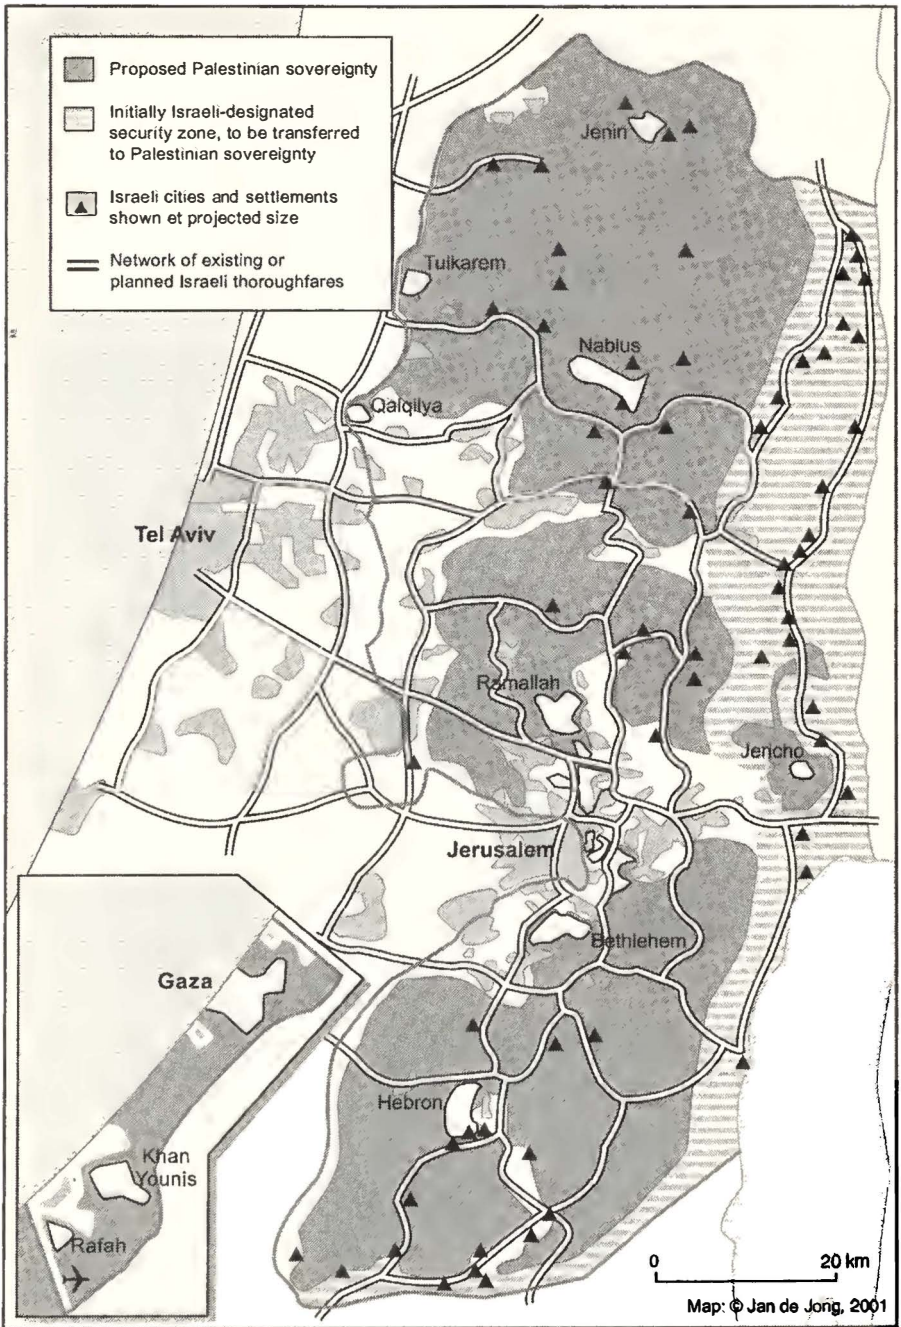 Proposed Palestinian sovereignty
Initially Israeli-designated
security zone, to be transferred
to Palestinian sovereignty
Israeli cities and settlements
shown et projected size
Network of existing or
planned Israeli thoroughfares
Jenin
Tulkarem
Nablus
Qalqilya
Tel Aviv
Ramallah
Jericho
Jerusalem
Bethlehem
Gaza
Hebron
Khan
Younis
Rafah
0 20 km
Map: © Jan de Jong, 2001